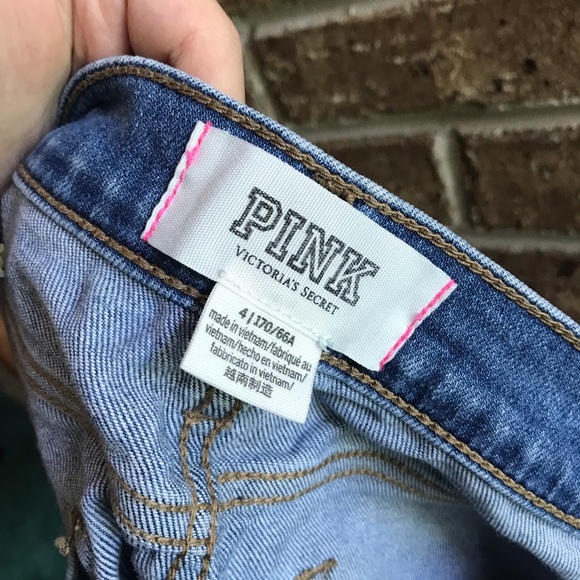 PINK
VICTORIA'S SECRET
4 | 170/66A
made in vietnam/fabriqué au
vietnam/hecho en vietnam/
fabbricato in vietnam/
越南制造